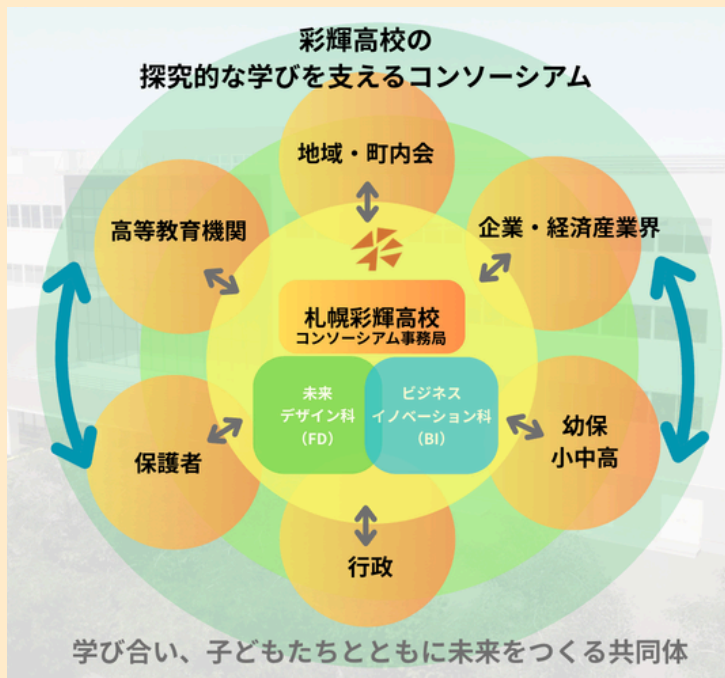 彩輝高校の
探究的な学びを支えるコンソーシアム
地域・町内会
高等教育機関
企業・経済産業界
札幌彩輝高校
コンソーシアム事務局
未来
デザイン科
（FD）
ビジネス
イノベーション科
（BI）
保護者
幼保
小中高
行政
学び合い、子どもたちとともに未来をつくる共同体